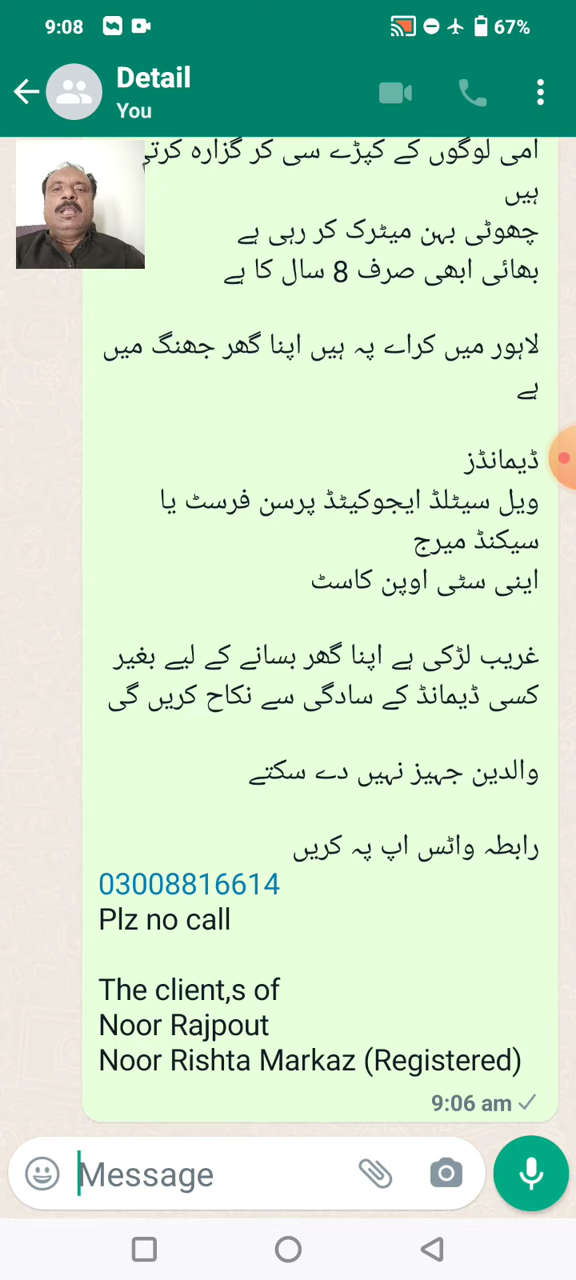 9:08
67%
Detail
You
امی لوگوں کے کپڑے سی کر گزارہ کرتی
ہیں
چھوٹی بہن میٹرک کر رہی ہے
بھائی ابھی صرف 8 سال کا ہے
لاہور میں کراے پہ ہیں اپنا گھر جھنگ میں
ہے
ڈیمانڈز
ویل سیٹلڈ ایجوکیٹڈ پرسن فرسٹ یا
سیکنڈ میرج
اینی سٹی اوپن کاسٹ
غریب لڑکی ہے اپنا گھر بسانے کے لیے بغیر
کسی ڈیمانڈ کے سادگی سے نکاح کریں گی
والدین جہیز نہیں دے سکتے
رابطہ واٹس اپ پہ کریں
03008816614
Plz no call
The client,s of
Noor Rajpout
Noor Rishta Markaz (Registered)
9:06 am
Message